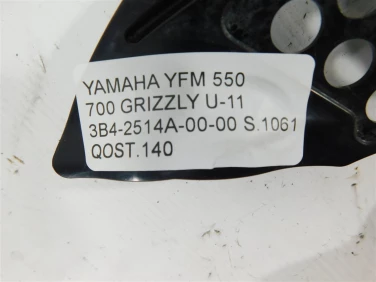 YAMAHA YFM 550
700 GRIZZLY U-11
3B4-2514A-00-00 S.1061
QOST.140